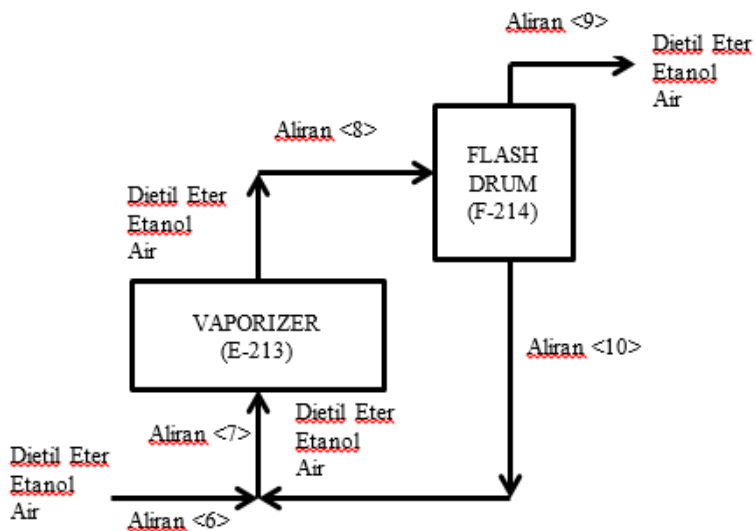 Aliran <9>
Dietil Eter
Etanol
Air
Aliran <8>
FLASH
DRUM
(F-214)
Dietil Eter
Etanol
Air
VAPORIZER
(E-213)
Aliran <10>
Aliran <7>
Dietil Eter
Etanol
Air
Dietil Eter
Etanol
Air
Aliran <6>